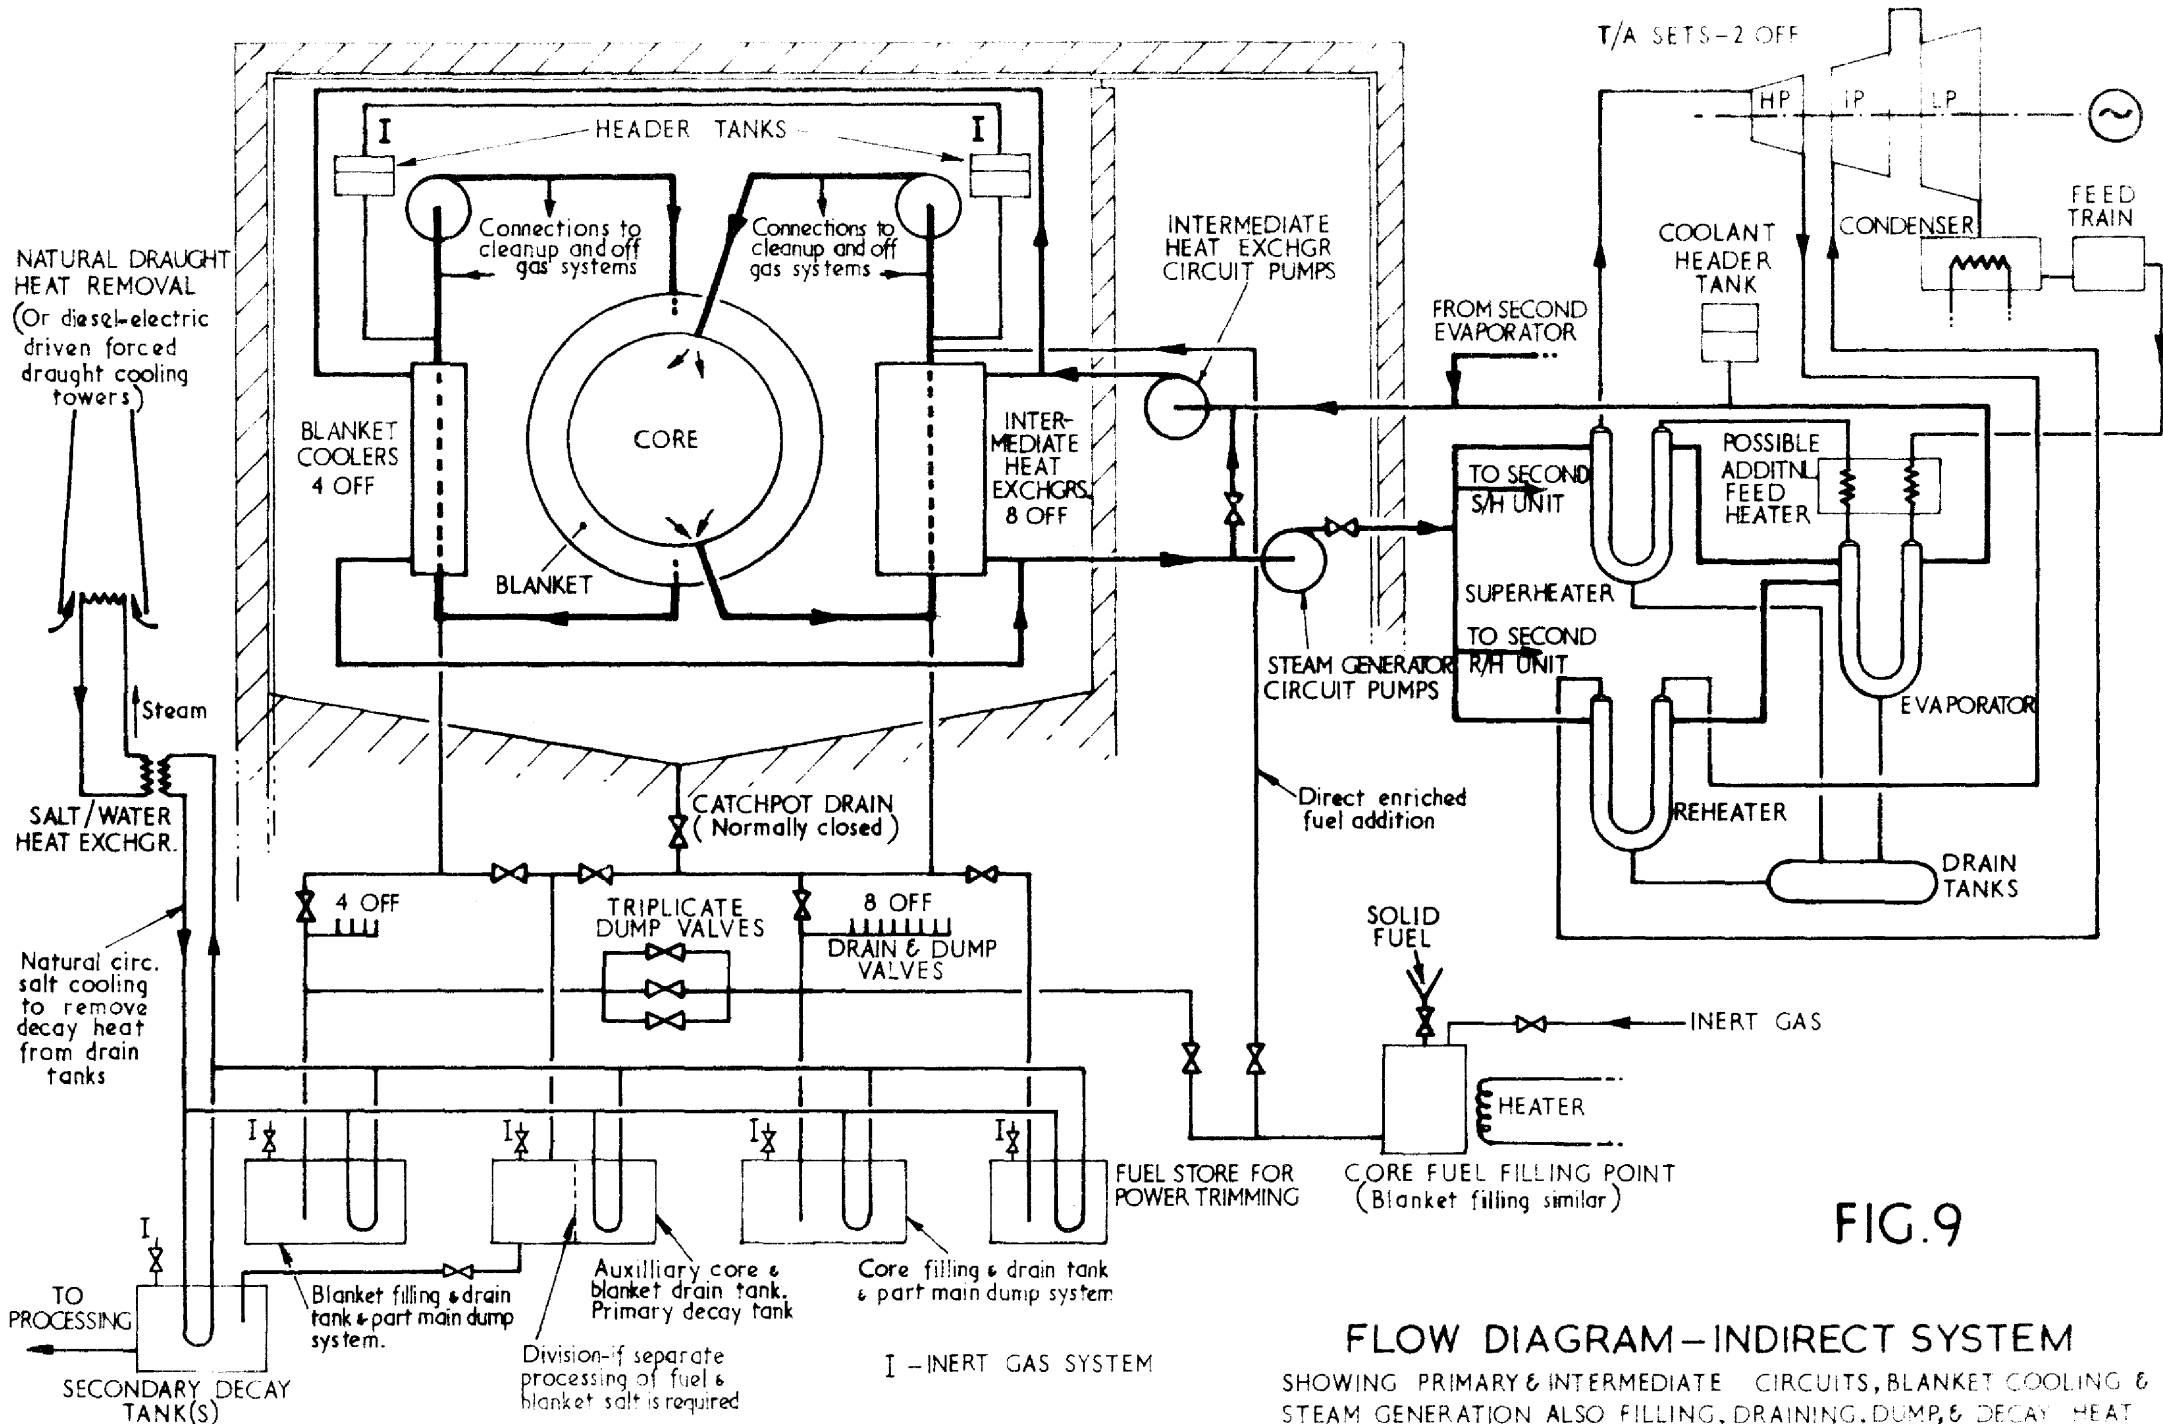 T/A SETS-2 OFF
HP
IP
LP
I
HEADER TANKS
I
Connections to
cleanup and off
gas systems
Connections to
cleanup and off
gas systems
INTERMEDIATE
HEAT EXCHGR
CIRCUIT PUMPS
COOLANT
HEADER
TANK
CONDENSER
FEED
TRAIN
NATURAL DRAUGHT
HEAT REMOVAL
(Or diesel-electric
driven forced
draught cooling
towers)
FROM SECOND
EVAPORATOR
BLANKET
COOLERS
4 OFF
CORE
INTER-
MEDIATE
HEAT
EXCHGRS.
8 OFF
BLANKET
TO SECOND
S/H UNIT
POSSIBLE
ADDITNL
FEED
HEATER
SUPERHEATER
TO SECOND
R/H UNIT
STEAM GENERATOR
CIRCUIT PUMPS
EVAPORATOR
Steam
SALT/WATER
HEAT EXCHGR.
CATCHPOT DRAIN
(Normally closed)
Direct enriched
fuel addition
REHEATER
DRAIN
TANKS
4 OFF
TRIPLICATE
DUMP VALVES
8 OFF
DRAIN & DUMP
VALVES
SOLID
FUEL
Natural circ.
salt cooling
to remove
decay heat
from drain
tanks
INERT GAS
HEATER
I
I
I
I
FUEL STORE FOR
POWER TRIMMING
CORE FUEL FILLING POINT
(Blanket filling similar)
I
TO
PROCESSING
Blanket filling & drain
tank & part main dump
system.
Auxilliary core &
blanket drain tank.
Primary decay tank
Core filling & drain tank
& part main dump system
Division-if separate
processing of fuel &
blanket salt is required
I -INERT GAS SYSTEM
SECONDARY DECAY
TANK(S)
FIG.9
FLOW DIAGRAM-INDIRECT SYSTEM
SHOWING PRIMARY & INTERMEDIATE CIRCUITS, BLANKET COOLING &
STEAM GENERATION ALSO FILLING, DRAINING, DUMP, & DECAY HEAT